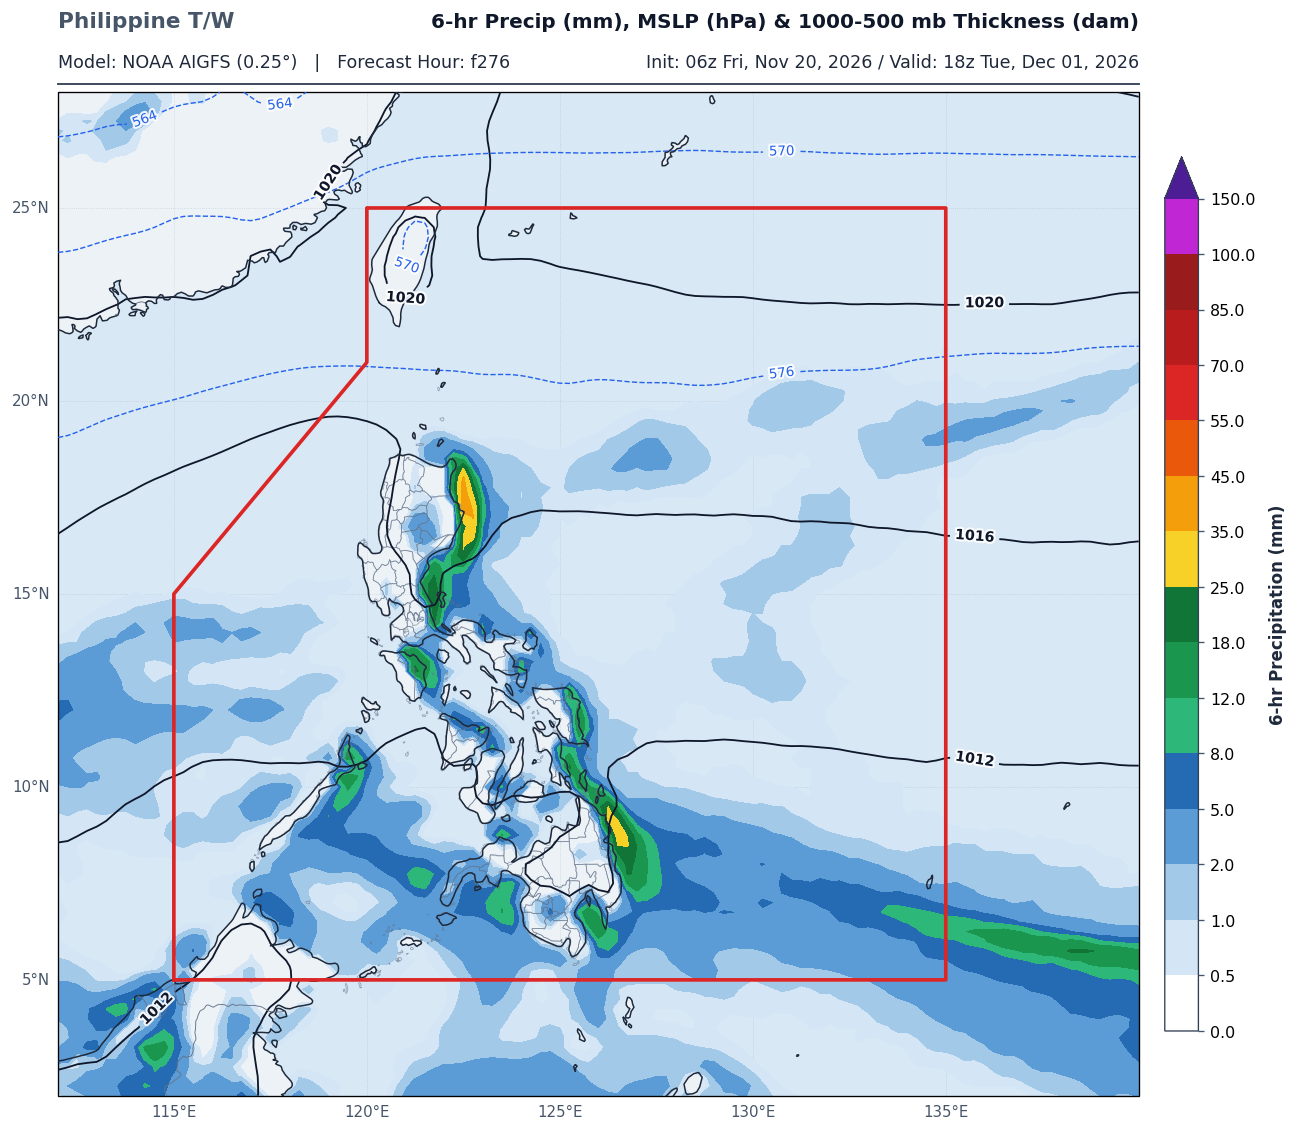 Philippine T/W
6-hr Precip (mm), MSLP (hPa) & 1000-500 mb Thickness (dam)
Model: NOAA AIGFS (0.25°) | Forecast Hour: f276
Init: 06z Fri, Nov 20, 2026 / Valid: 18z Tue, Dec 01, 2026
564
564
570
1020
570
1020
1020
576
1016
1012
1012
25°N
20°N
15°N
10°N
5°N
115°E
120°E
125°E
130°E
135°E
150.0
100.0
85.0
70.0
55.0
45.0
35.0
25.0
18.0
12.0
8.0
5.0
2.0
1.0
0.5
0.0
6-hr Precipitation (mm)